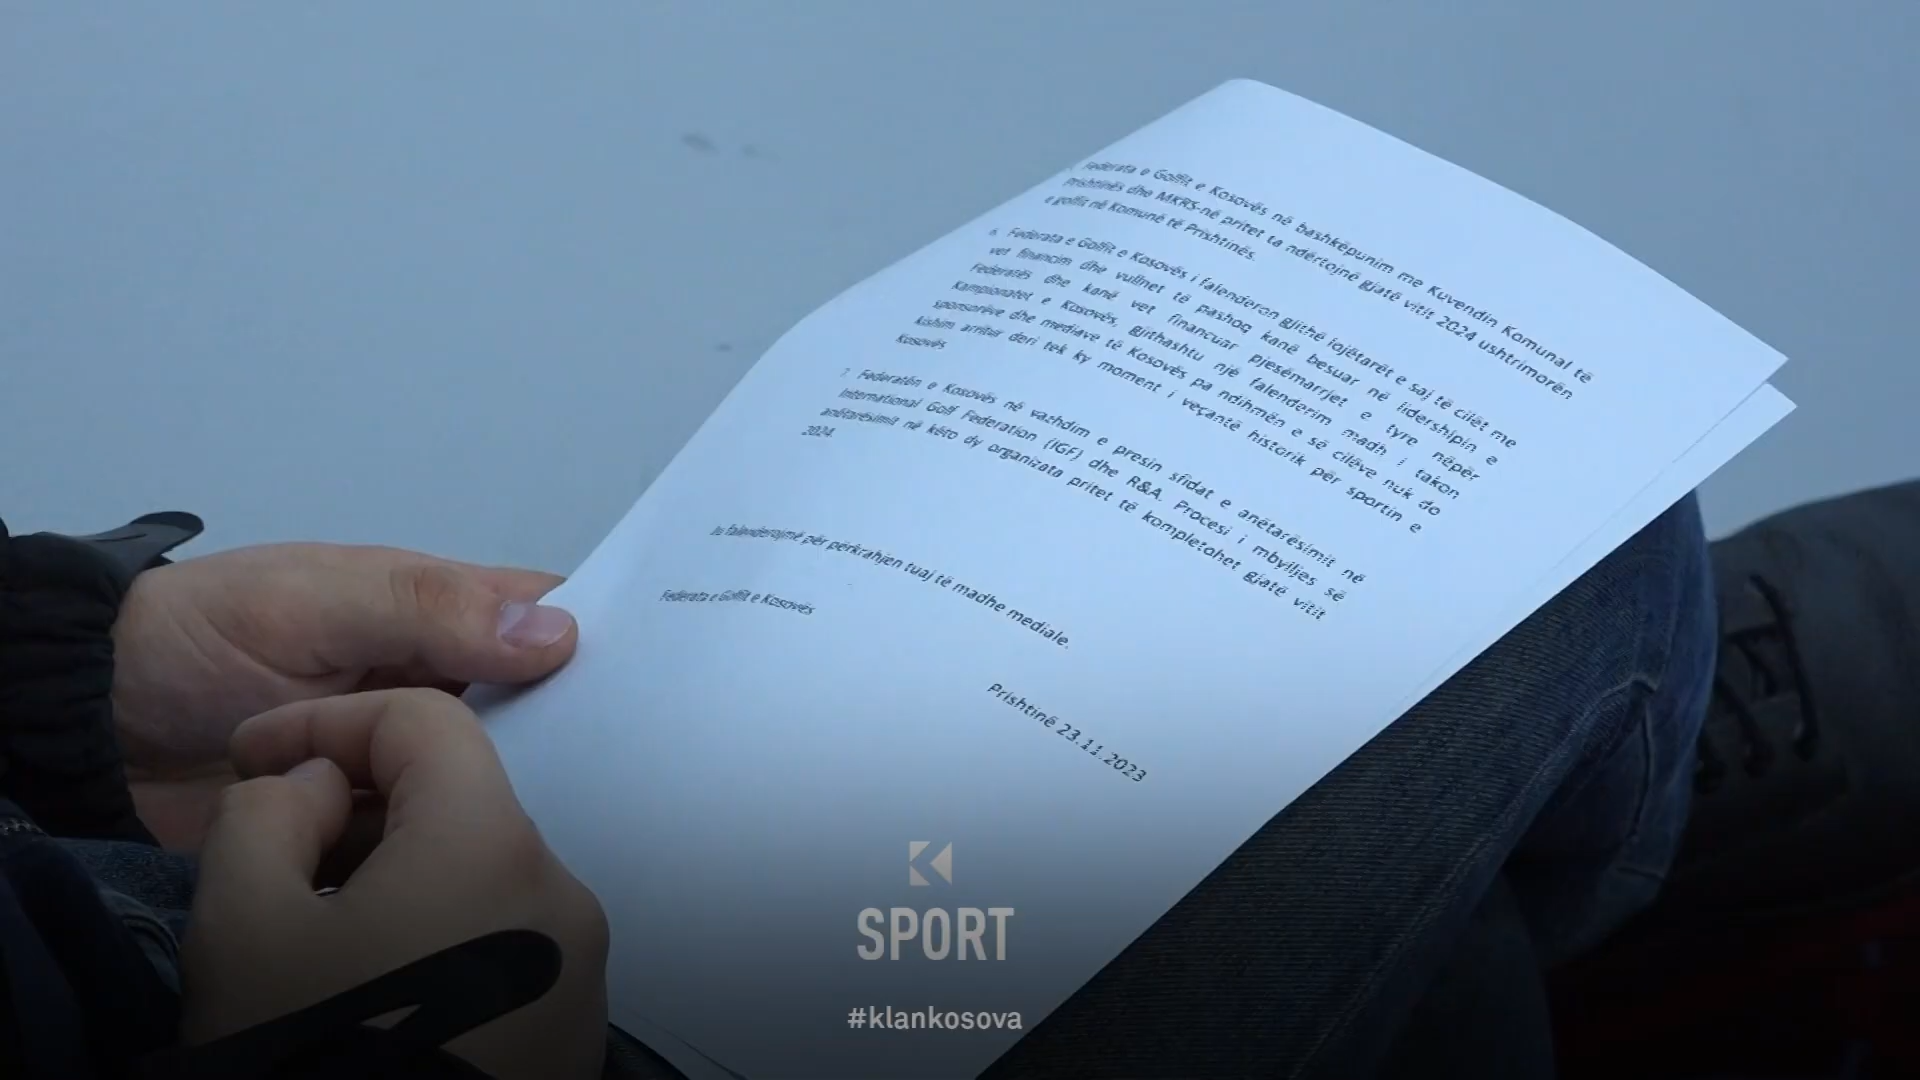 Federata e Golfit e Kosovës në bashkëpunim me Kuvendin Komunal të
Prishtinës dhe MKRS-në pritet ta ndërtojnë gjatë vitit 2024 ushtrimorën
e golfit në Komunë të Prishtinës.
6. Federata e Golfit e Kosovës i falenderon gjithë lojëtarët e saj të cilët me
vet financim dhe vullnet të pashoq kanë besuar në lidershipin e
Federatës dhe kanë vet financuar pjesëmarrjet e tyre nëpër
Kampionatet e Kosovës, gjithashtu një falenderim madh i takon
sponsorëve dhe mediave të Kosovës pa ndihmën e së cilëve nuk do
kishim arritur deri tek ky moment i veçantë historik për sportin e
Kosovës
7. Federatën e Kosovës në vazhdim e presin sfidat e anëtarësimit në
International Golf Federation (IGF) dhe R&A. Procesi i mbylljes së
anëtarësimit në këto dy organizata pritet të kompletohet gjatë vitit
2024.
Ju falenderojmë për përkrahjen tuaj të madhe mediale.
Federata e Golfit e Kosovës
Prishtinë 23.11.2023
SPORT
#klankosova